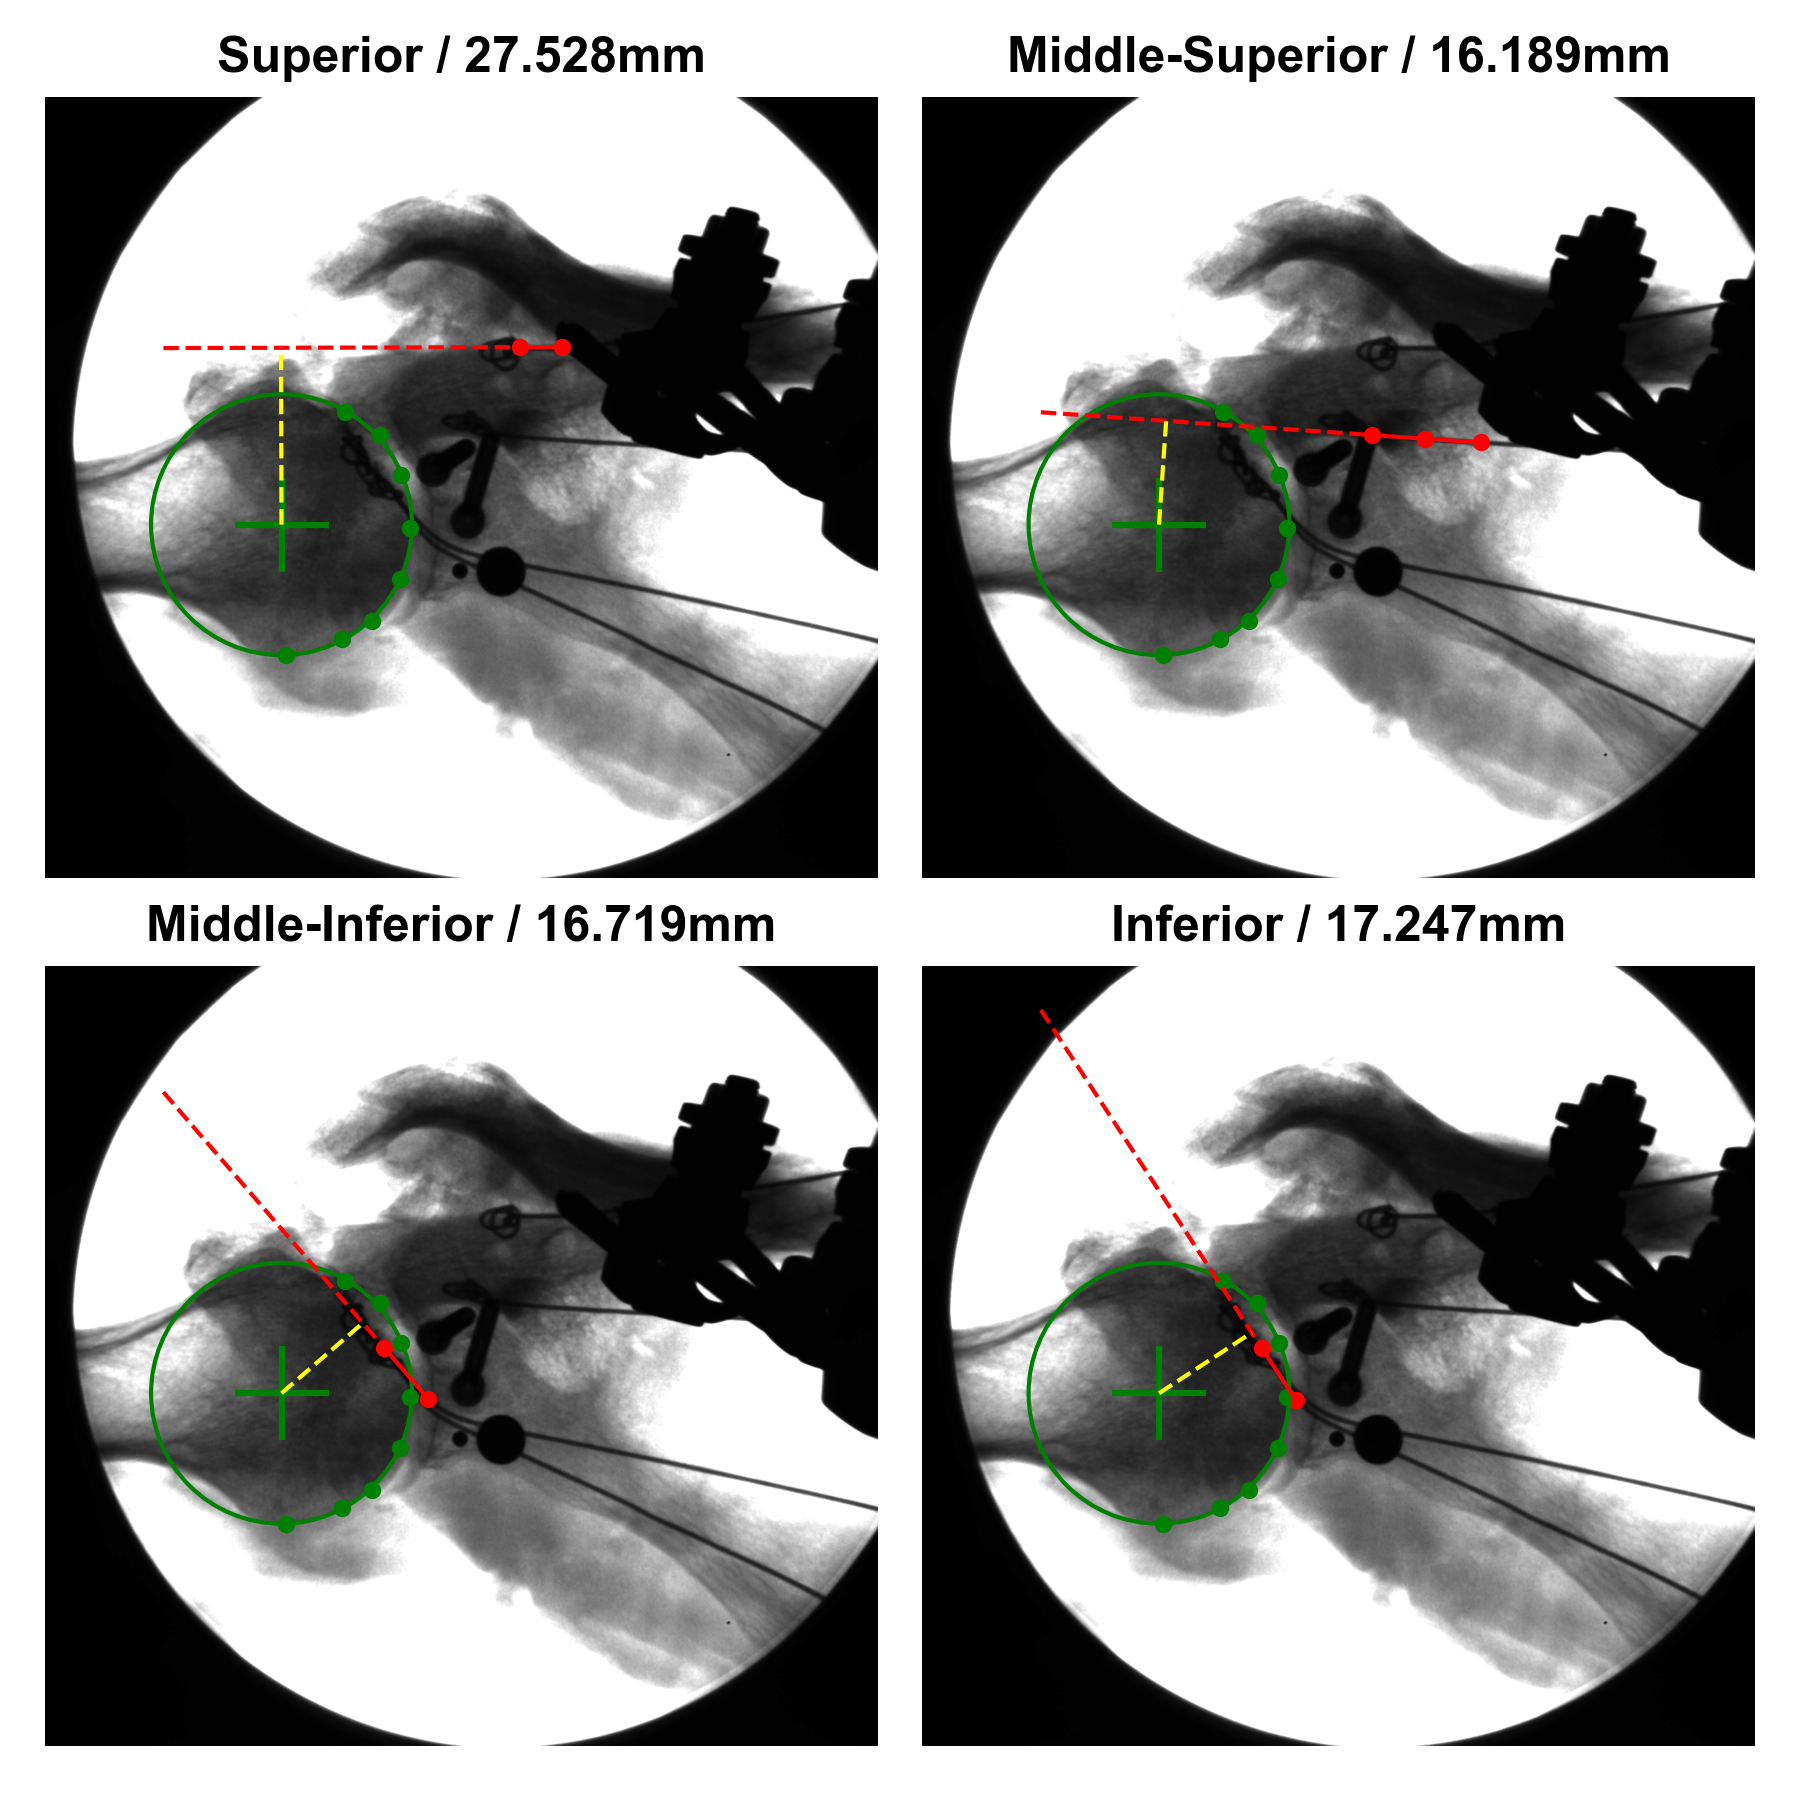 Superior / 27.528mm
Middle-Superior / 16.189mm
Middle-Inferior / 16.719mm
Inferior / 17.247mm